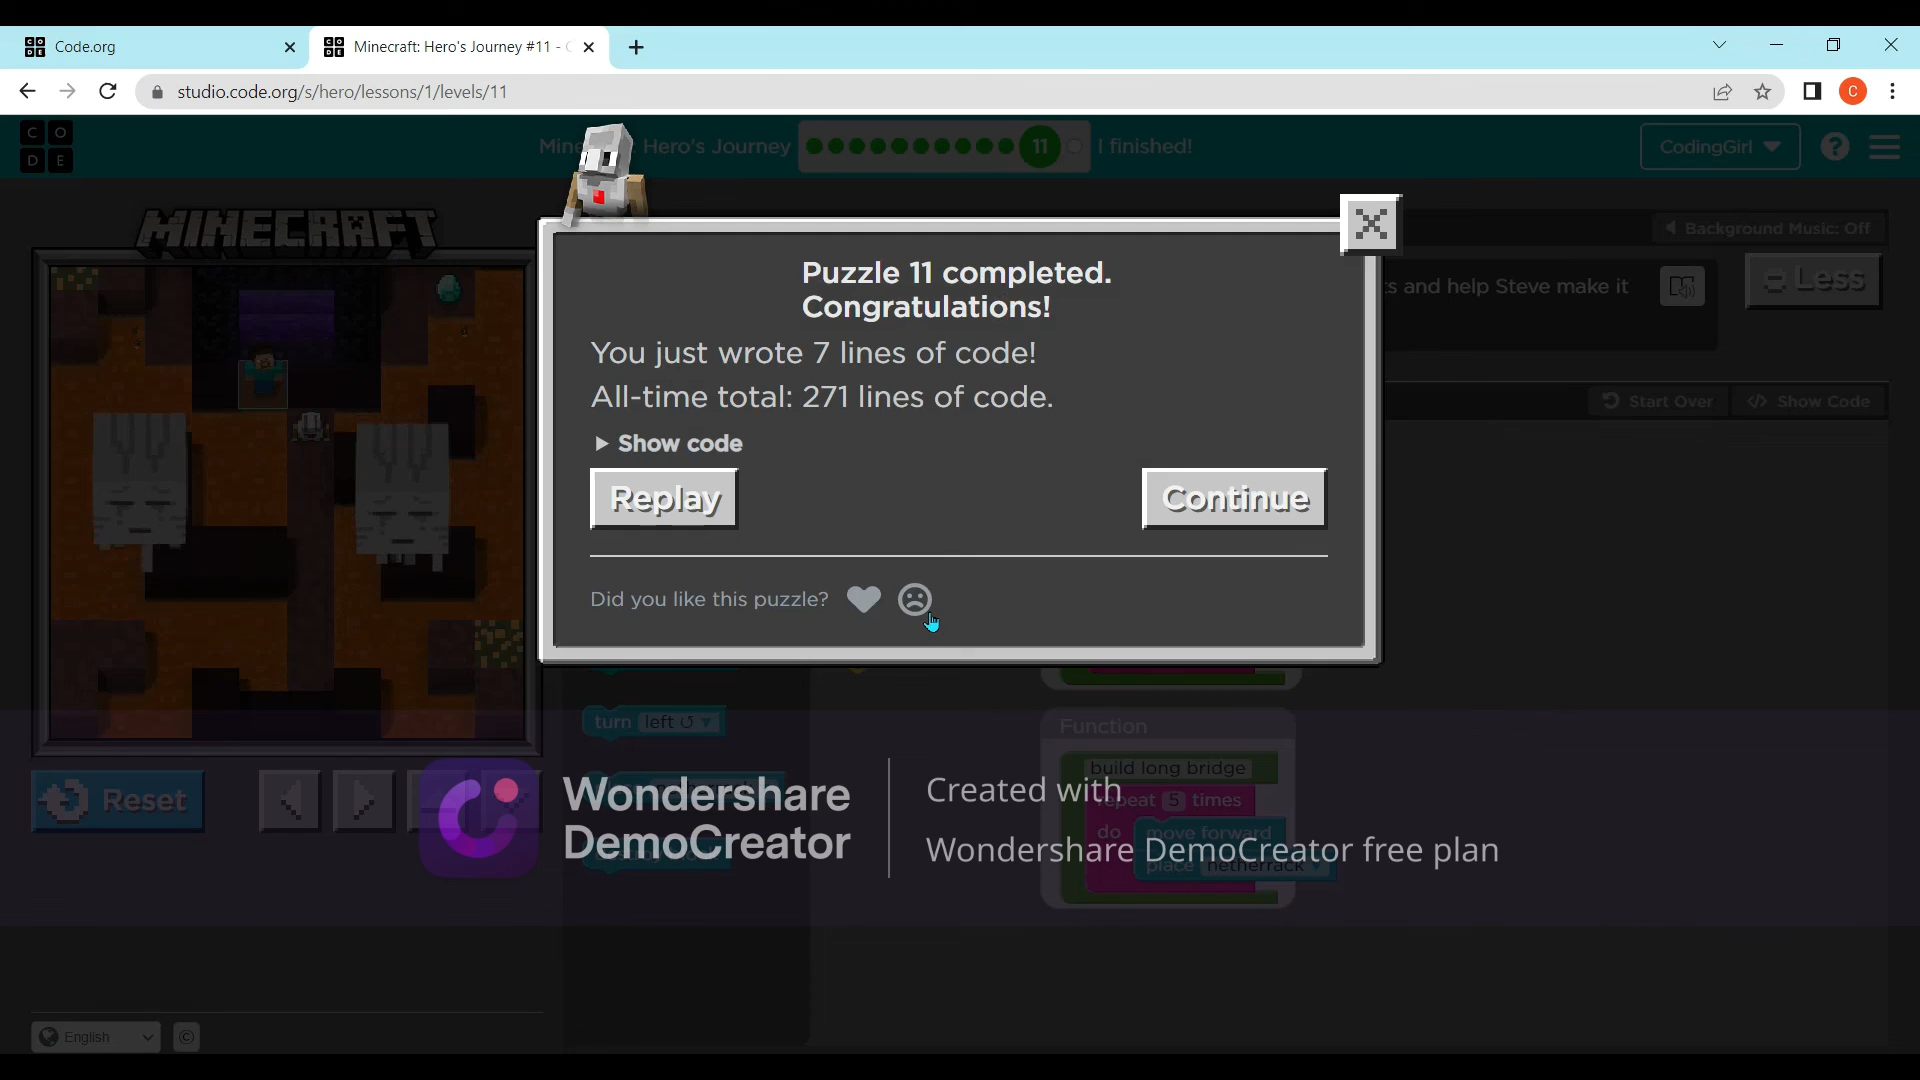 Code.org
Minecraft: Hero's Journey #11 -
studio.code.org/s/hero/lessons/1/levels/11
C
C O
D E
Hero's Journey
11
I finished!
CodingGirl
?
MINECRAFT
Background Music: Off
Puzzle 11 completed.
Congratulations!
s and help Steve make it
Less
You just wrote 7 lines of code!
All-time total: 271 lines of code.
Start Over
Show Code
Show code
Replay
Continue
Did you like this puzzle?
turn left
Function
build long bridge
repeat 5 times
do move forward
place netherrack
Reset
Wondershare
DemoCreator
Created with
Wondershare DemoCreator free plan
English
©